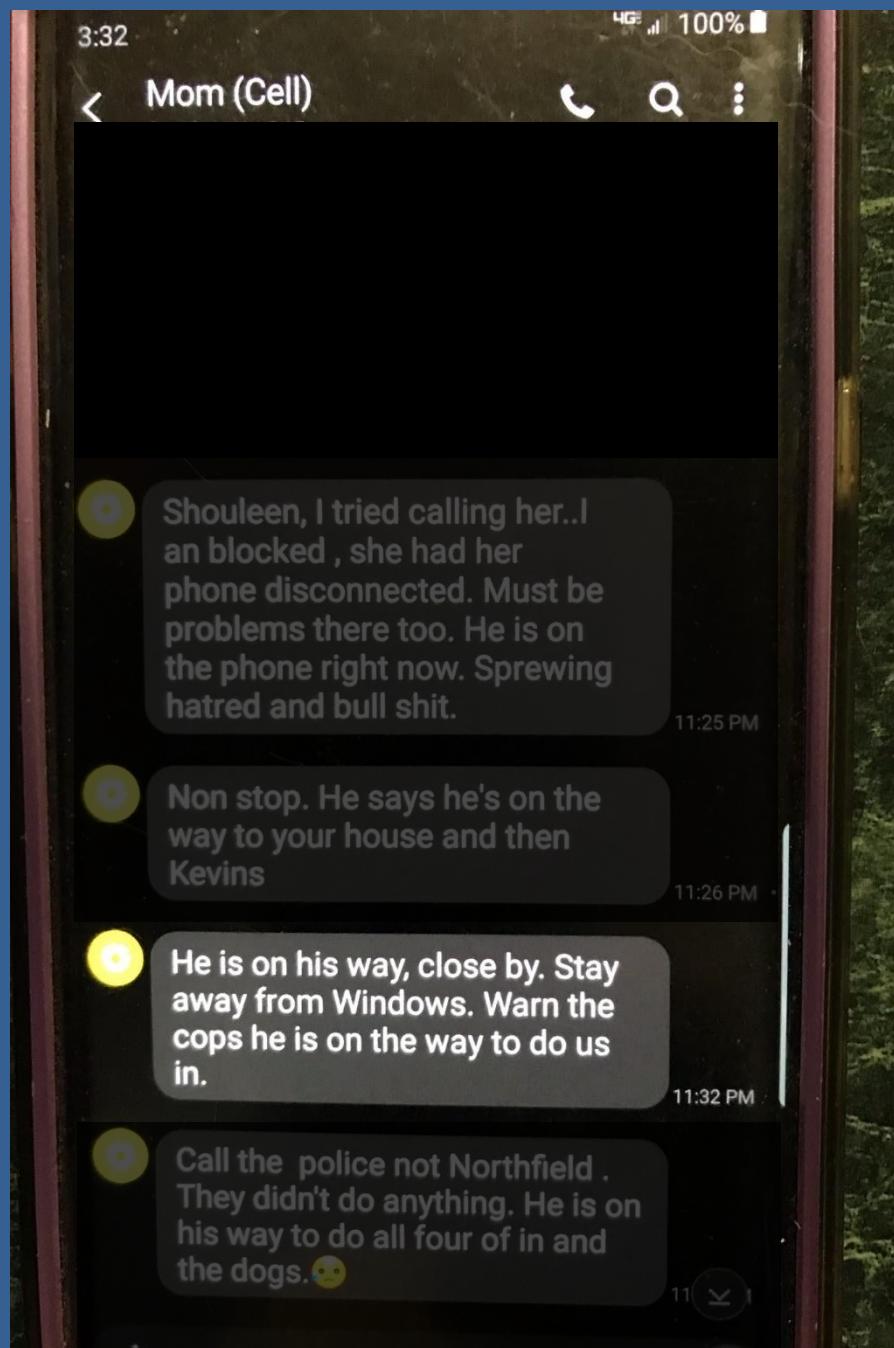 3:32
4GE 100%
Mom (Cell)
Shouleen, I tried calling her..I
an blocked , she had her
phone disconnected. Must be
problems there too. He is on
the phone right now. Sprewing
hatred and bull shit.
11:25 PM
Non stop. He says he's on the
way to your house and then
Kevins
11:26 PM
He is on his way, close by. Stay
away from Windows. Warn the
cops he is on the way to do us
in.
11:32 PM
Call the  police not Northfield .
They didn't do anything. He is on
his way to do all four of in and
the dogs.😥
11